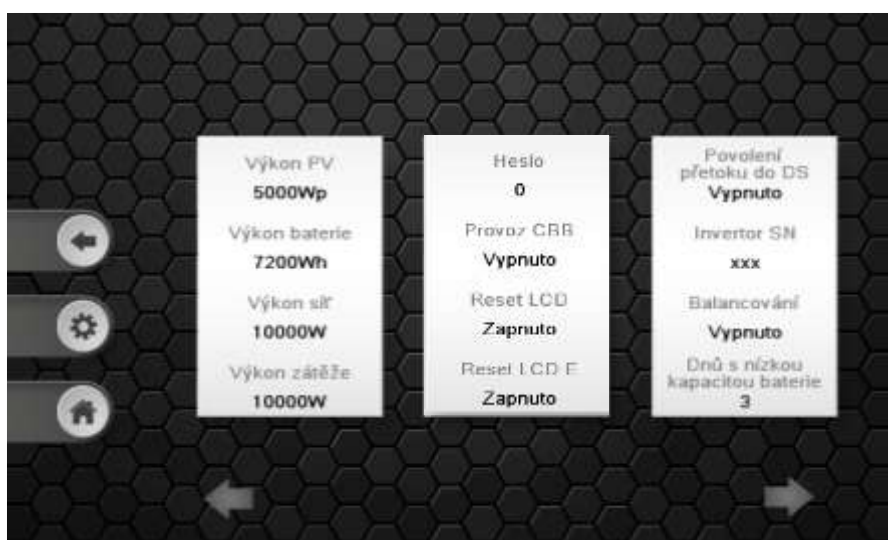 Výkon PV
5000Wp
Výkon baterie
7200Wh
Výkon síť
10000W
Výkon zátěže
10000W
Heslo
0
Provoz CBB
Vypnuto
Reset LCD
Zapnuto
Reset LCD E
Zapnuto
Povolení
přetoku do DS
Vypnuto
Invertor SN
xxx
Balancování
Vypnuto
Dnů s nízkou
kapacitou baterie
3